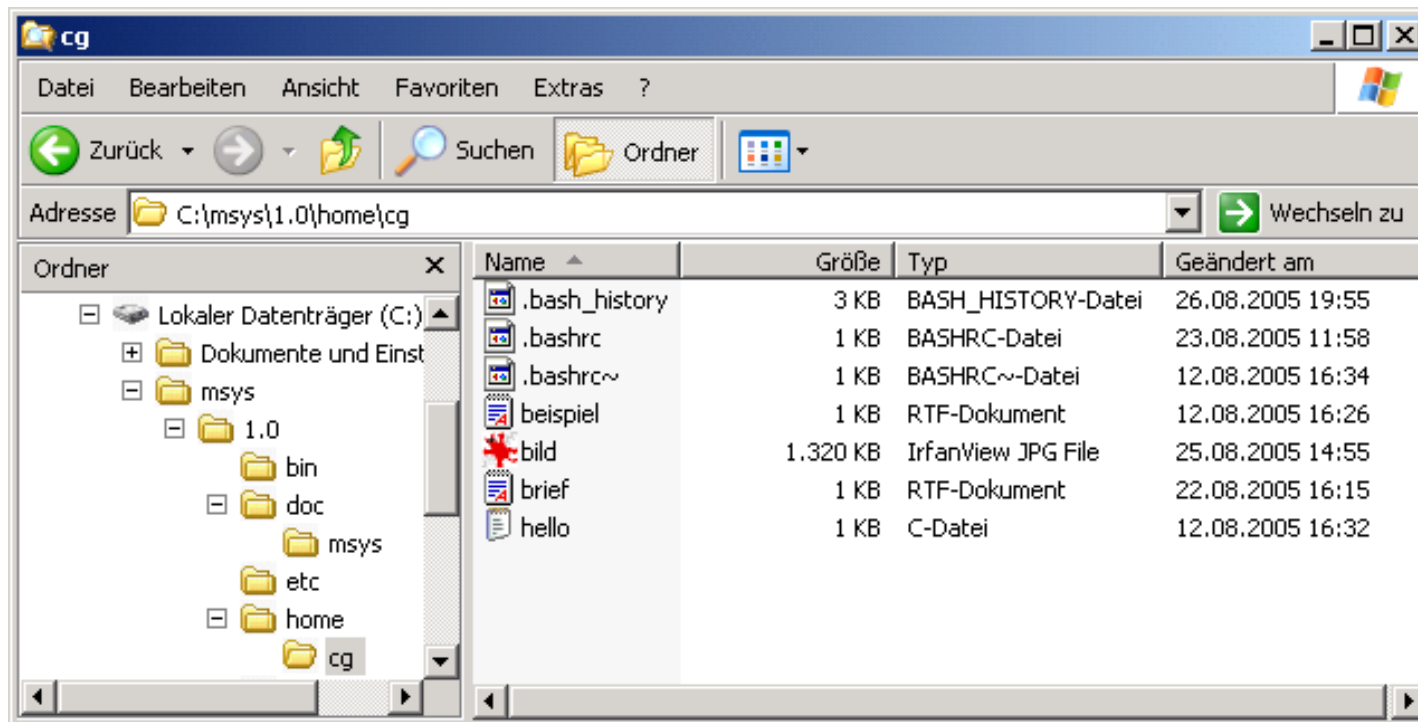 cg
Datei Bearbeiten Ansicht Favoriten Extras ?
Zurück Suchen Ordner
Adresse C:\msys\1.0\home\cg Wechseln zu
Ordner
Lokaler Datenträger (C:)
Dokumente und Einst
msys
1.0
bin
doc
msys
etc
home
cg
Name Größe Typ Geändert am
.bash_history 3 KB BASH_HISTORY-Datei 26.08.2005 19:55
.bashrc 1 KB BASHRC-Datei 23.08.2005 11:58
.bashrc~ 1 KB BASHRC~-Datei 12.08.2005 16:34
beispiel 1 KB RTF-Dokument 12.08.2005 16:26
bild 1.320 KB IrfanView JPG File 25.08.2005 14:55
brief 1 KB RTF-Dokument 22.08.2005 16:15
hello 1 KB C-Datei 12.08.2005 16:32